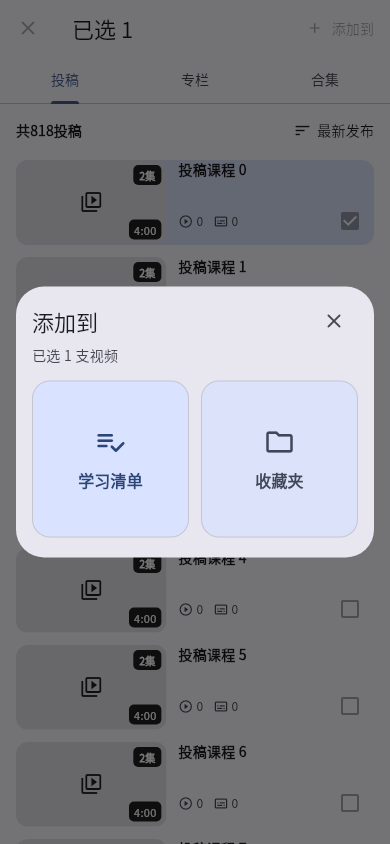 已选 1
添加到
投稿
专栏
合集
共818投稿
最新发布
2集
投稿课程 0
4:00
0
0
2集
投稿课程 1
添加到
已选 1 支视频
学习清单
收藏夹
2集
投稿课程 4
4:00
0
0
2集
投稿课程 5
4:00
0
0
2集
投稿课程 6
4:00
0
0